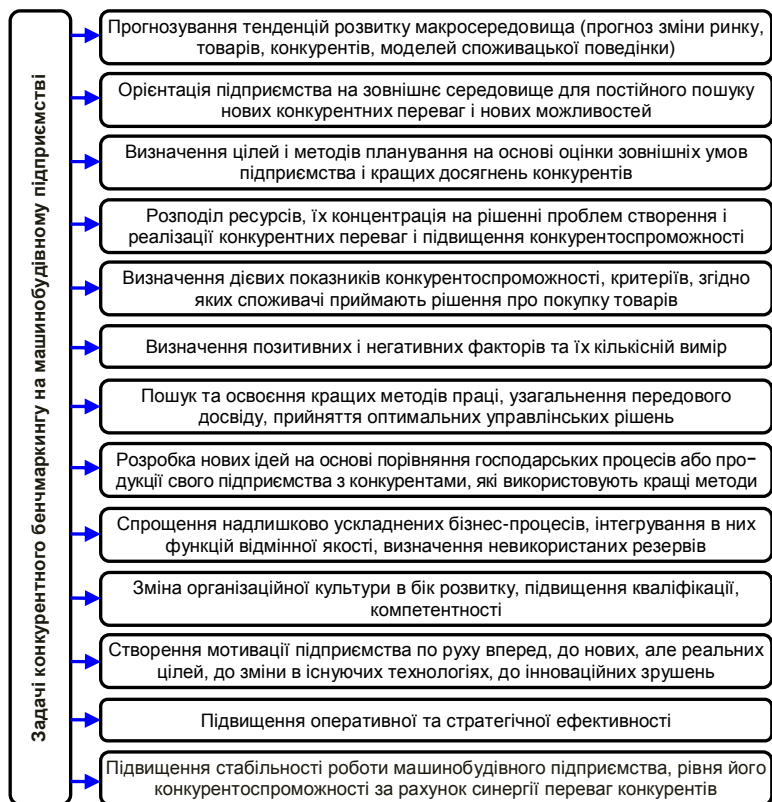 Задачі конкурентного бенчмаркингу на машинобудівному підприємстві
Прогнозування тенденцій розвитку макросередовища (прогноз зміни ринку,
товарів, конкурентів, моделей споживацької поведінки)
Орієнтація підприємства на зовнішнє середовище для постійного пошуку
нових конкурентних переваг і нових можливостей
Визначення цілей і методів планування на основі оцінки зовнішніх умов
підприємства і кращих досягнень конкурентів
Розподіл ресурсів, їх концентрація на рішенні проблем створення і
реалізації конкурентних переваг і підвищення конкурентоспроможності
Визначення дієвих показників конкурентоспроможності, критеріїв, згідно
яких споживачі приймають рішення про покупку товарів
Визначення позитивних і негативних факторів та їх кількісній вимір
Пошук та освоєння кращих методів праці, узагальнення передового
досвіду, прийняття оптимальних управлінських рішень
Розробка нових ідей на основі порівняння господарських процесів або про-
дукції свого підприємства з конкурентами, які використовують кращі методи
Спрощення надлишково ускладнених бізнес-процесів, інтегрування в них
функцій відмінної якості, визначення невикористаних резервів
Зміна організаційної культури в бік розвитку, підвищення кваліфікації,
компетентності
Створення мотивації підприємства по руху вперед, до нових, але реальних
цілей, до зміни в існуючих технологіях, до інноваційних зрушень
Підвищення оперативної та стратегічної ефективності
Підвищення стабільності роботи машинобудівного підприємства, рівня його
конкурентоспроможності за рахунок синергії переваг конкурентів